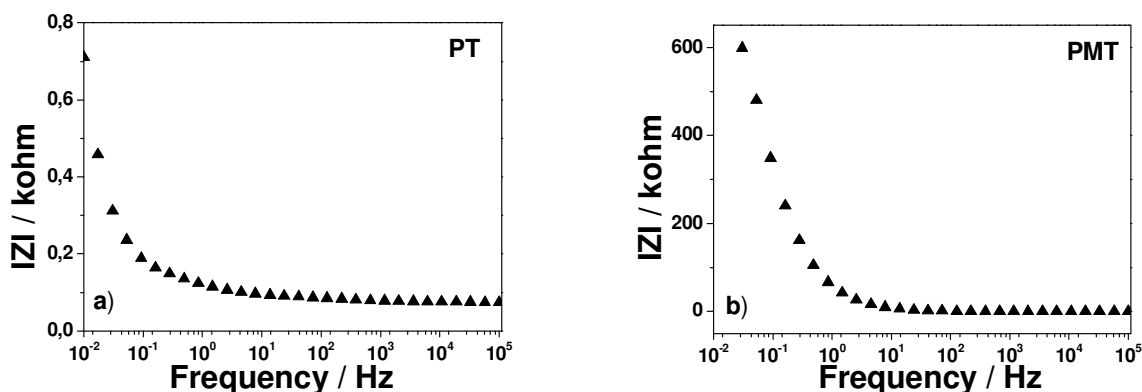 0,8
PT
0,6
0,4
0,2
0,0
IZI / kohm
a)
10⁻² 10⁻¹ 10⁰ 10¹ 10² 10³ 10⁴ 10⁵
Frequency / Hz
600
PMT
400
200
0
IZI / kohm
b)
10⁻² 10⁻¹ 10⁰ 10¹ 10² 10³ 10⁴ 10⁵
Frequency / Hz